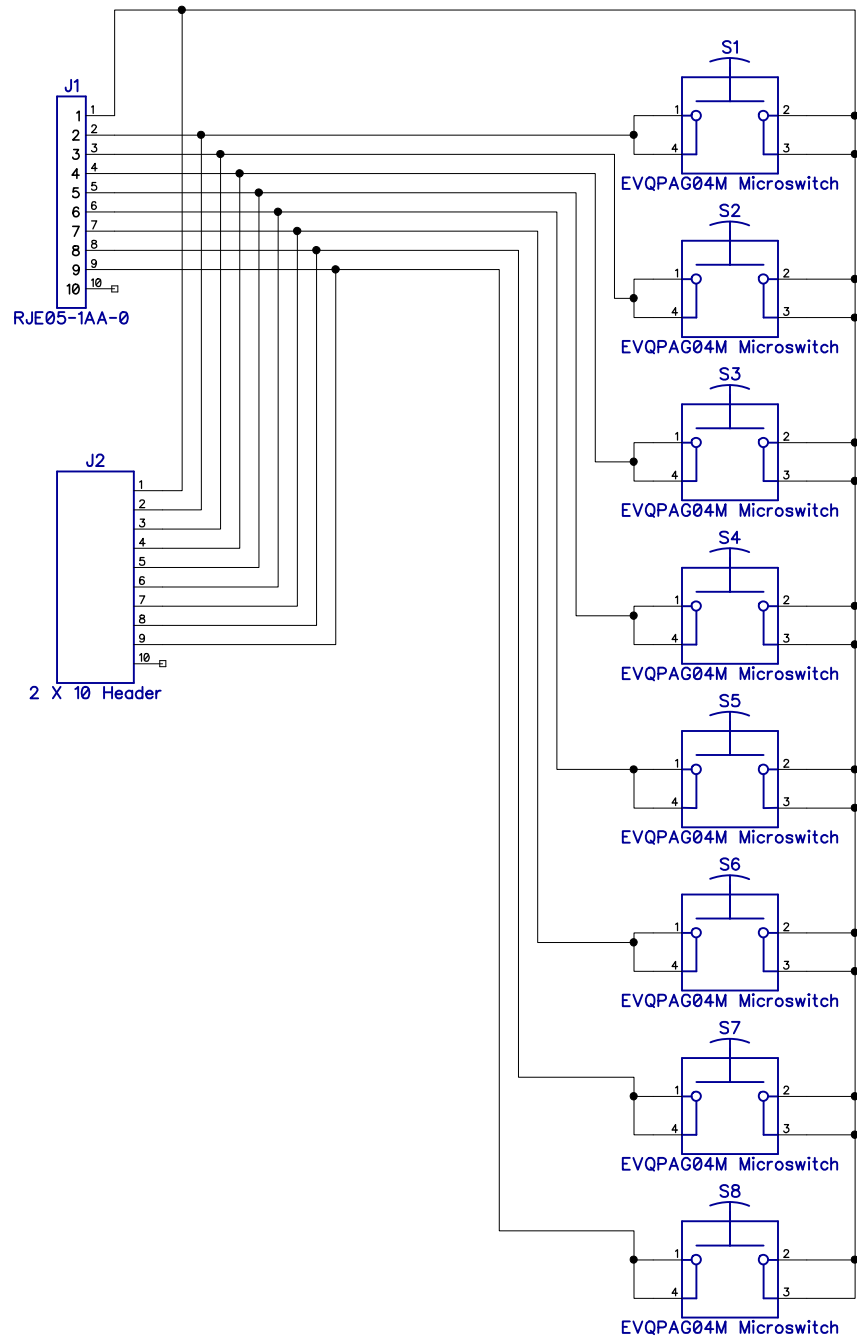 J1
1 1
2 2
3 3
4 4
5 5
6 6
7 7
8 8
9 9
10 10
RJE05-1AA-0
J2
1
2
3
4
5
6
7
8
9
10
2 X 10 Header
S1
1 2
4 3
EVQPAG04M Microswitch
S2
1 2
4 3
EVQPAG04M Microswitch
S3
1 2
4 3
EVQPAG04M Microswitch
S4
1 2
4 3
EVQPAG04M Microswitch
S5
1 2
4 3
EVQPAG04M Microswitch
S6
1 2
4 3
EVQPAG04M Microswitch
S7
1 2
4 3
EVQPAG04M Microswitch
S8
1 2
4 3
EVQPAG04M Microswitch